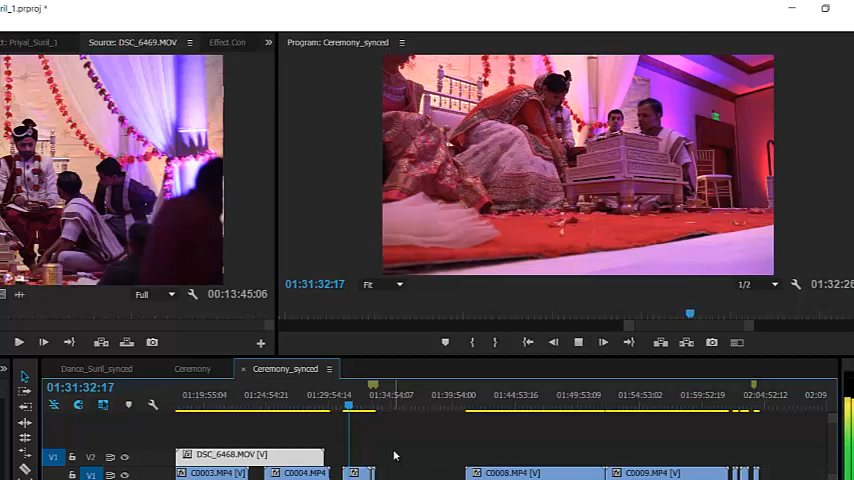 ril_1.prproj *
ct: Priyal_Suril_1
Source: DSC_6469.MOV
Effect Con
Program: Ceremony_synced
Full
00:13:45:06
01:31:32:17
Fit
1/2
01:32:26
Dance_Suril_synced
Ceremony
× Ceremony_synced
01:31:32:17
01:19:55:04
01:24:54:21
01:29:54:14
01:34:54:07
01:39:54:00
01:44:53:16
01:49:53:09
01:54:53:02
01:59:52:19
02:04:52:12
02:09
V1
V2
DSC_6468.MOV [V]
V1
C0003.MP4 [V]
C0004.MP4
C0008.MP4 [V]
C0009.MP4 [V]